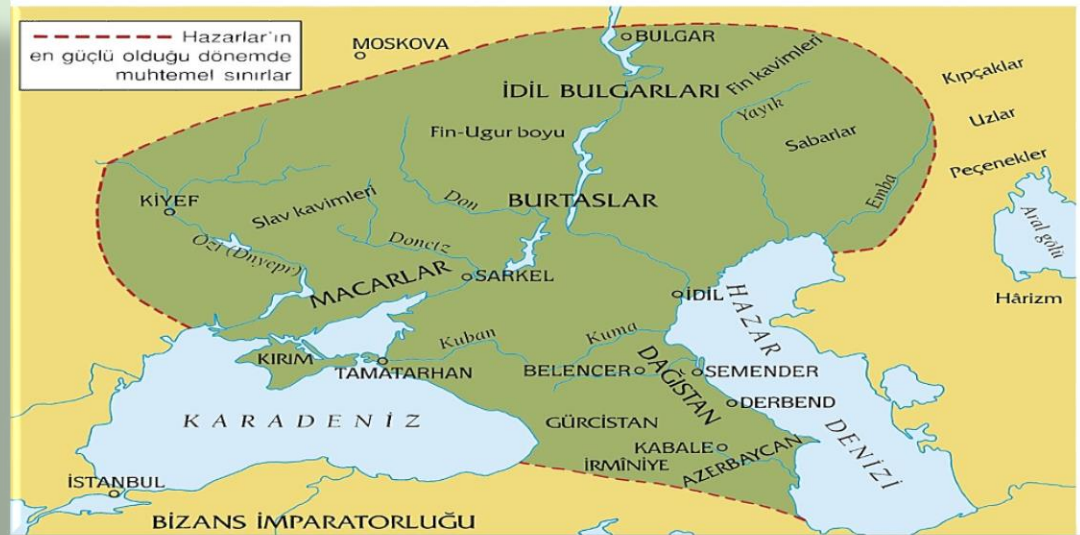 Hazarlar'ın
en güçlü olduğu dönemde
muhtemel sınırlar
MOSKOVA
BULGAR
İDİL BULGARLARI
Fin kavimleri
Kıpçaklar
Uzlar
Peçenekler
Yayık
Sabarlar
Fin-Ugur boyu
Emba
Aral gölü
KİYEF
Slav kavimleri
Don
BURTASLAR
Özi (Dnyepr)
Donetz
MACARLAR
SARKEL
İDİL
Hârizm
HAZAR DENİZİ
Kuban
Kuma
KIRIM
TAMATARHAN
BELENCER
DAĞISTAN
SEMENDER
DERBEND
KARADENİZ
GÜRCİSTAN
KABALE
İRMÎNİYE
AZERBAYCAN
İSTANBUL
BİZANS İMPARATORLUĞU